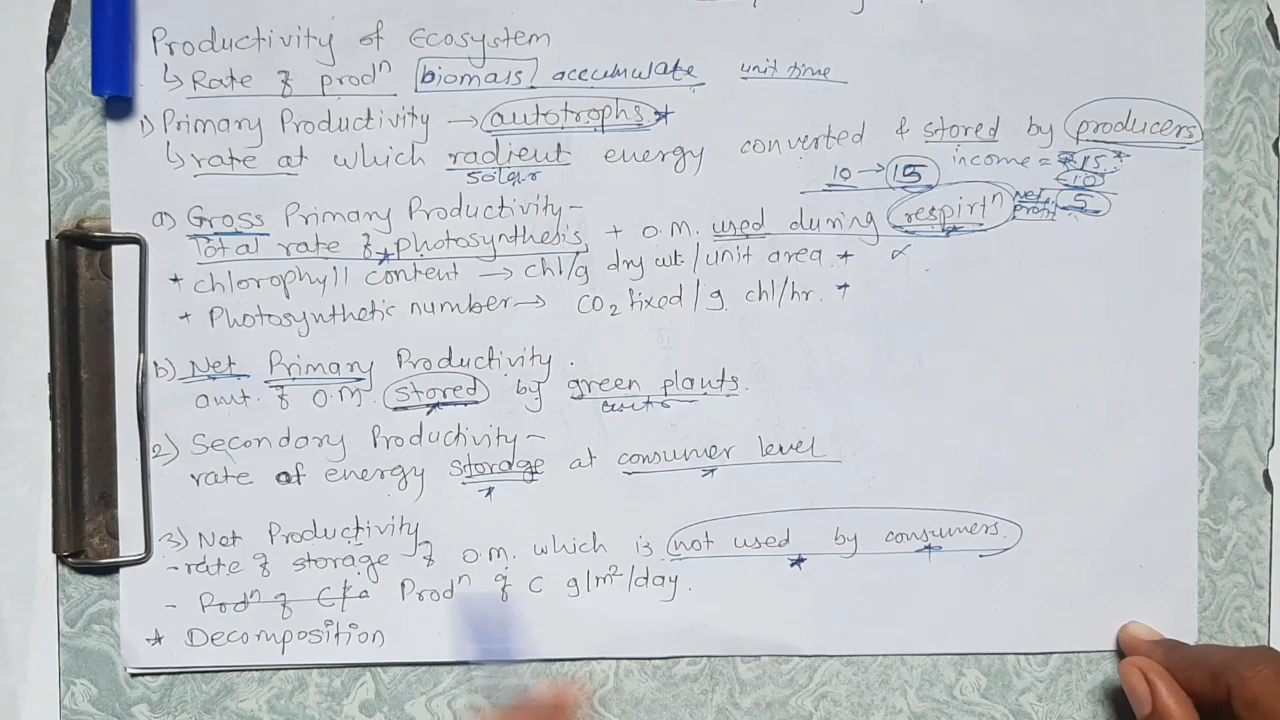 Productivity of Ecosystem
↳ Rate of prodⁿ biomass accumulate unit time
1) Primary Productivity → autotrophs *
↳ rate at which radient energy converted & stored by producers
solar
10 → 15 income = 15 *
- 10
net profit 5
a) Gross Primary Productivity -
Total rate of photosynthesis + O.M. used during respirtⁿ
* chlorophyll content → chl/g dry wt/unit area * ∝
* Photosynthetic number → CO₂ fixed/g chl/hr. *
b) Net Primary Productivity.
amt. of O.M. stored by green plants.
auto
2) Secondary Productivity -
rate of energy storage at consumer level
3) Net Productivity
- rate of storage of O.M. which is not used by consumers.
- Prodⁿ of C Prodⁿ of C g/m²/day.
* Decomposition